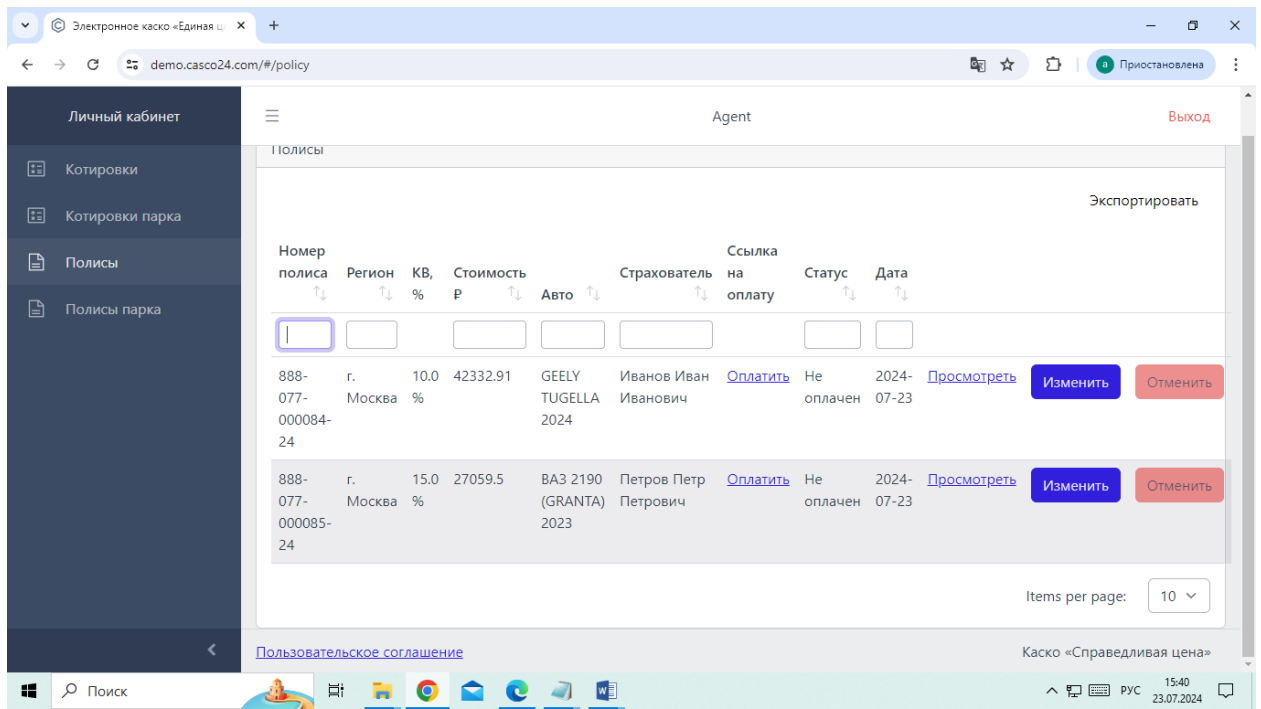 Электронное каско «Единая ц
demo.casco24.com/#/policy
а
Приостановлена
Личный кабинет
Agent
Выход
Котировки
Котировки парка
Полисы
Полисы парка
Полисы
Экспортировать
Номер полиса Регион КВ, % Стоимость ₽ Авто Страхователь Ссылка на оплату Статус Дата
888-077-000084-24 г. Москва 10.0 % 42332.91 GEELY TUGELLA 2024 Иванов Иван Иванович Оплатить Не оплачен 2024-07-23 Просмотреть Изменить Отменить
888-077-000085-24 г. Москва 15.0 % 27059.5 ВАЗ 2190 (GRANTA) 2023 Петров Петр Петрович Оплатить Не оплачен 2024-07-23 Просмотреть Изменить Отменить
Items per page: 10
Пользовательское соглашение
Каско «Справедливая цена»
Поиск
РУС
15:40
23.07.2024